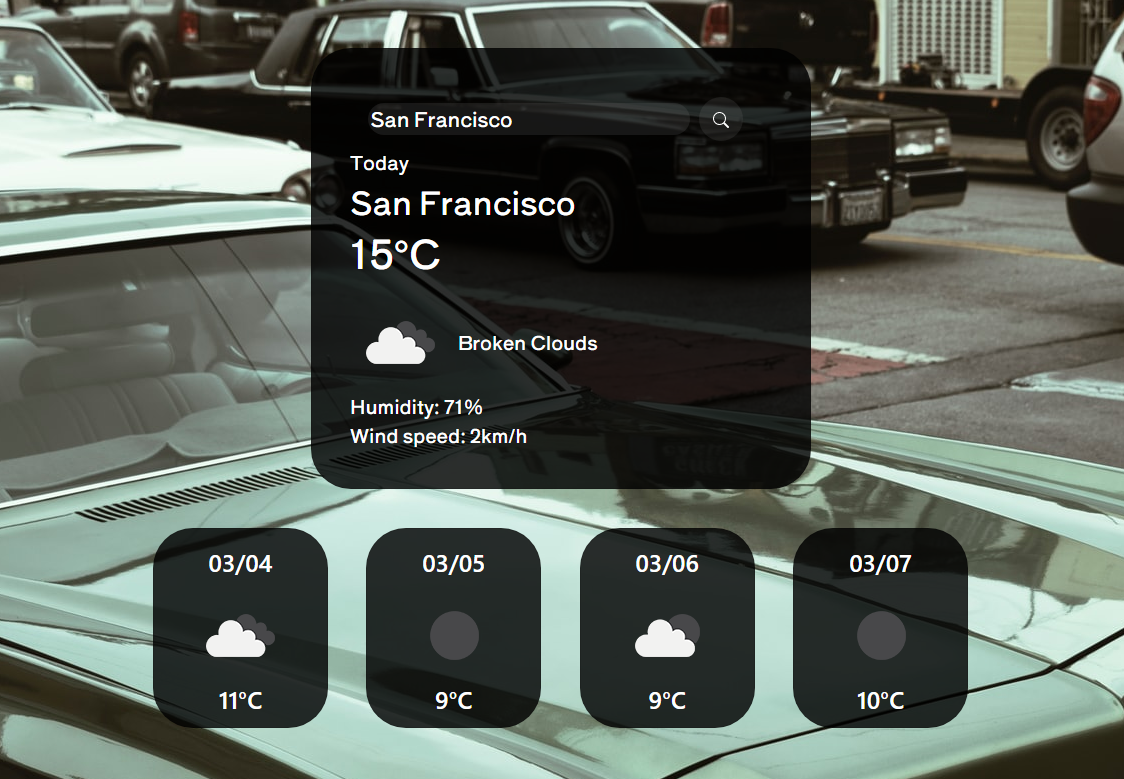 San Francisco
Today
San Francisco
15°C
Broken Clouds
Humidity: 71%
Wind speed: 2km/h
03/04
03/05
03/06
03/07
11°C
9°C
9°C
10°C